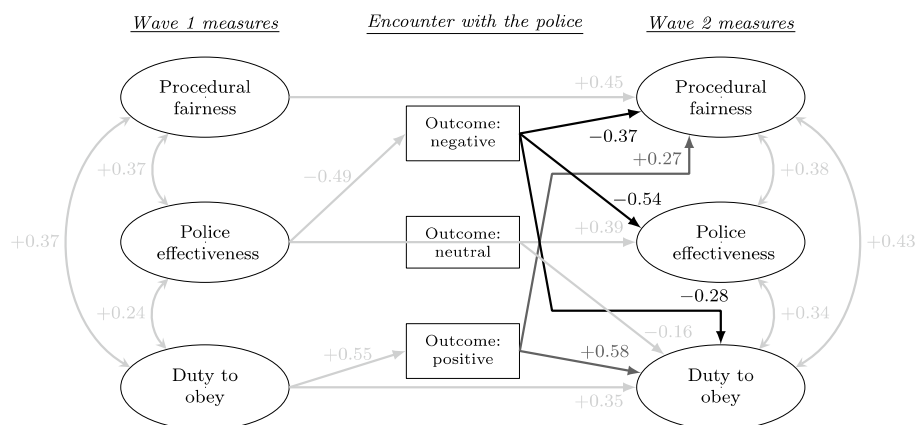 Wave 1 measures
Encounter with the police
Wave 2 measures
Procedural
fairness
+0.45
Procedural
fairness
Outcome:
negative
−0.37
+0.27
+0.37
−0.49
+0.38
−0.54
+0.37
Police
effectiveness
Outcome:
neutral
+0.39
Police
effectiveness
+0.43
−0.28
+0.24
+0.34
−0.16
+0.55
Outcome:
positive
+0.58
Duty to
obey
+0.35
Duty to
obey